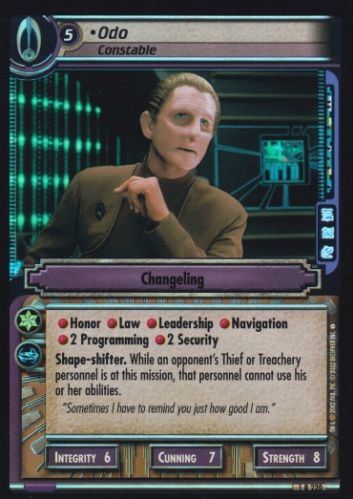 5
• Odo
Constable
Changeling
• Honor • Law • Leadership • Navigation
• 2 Programming • 2 Security
Shape-shifter. While an opponent's Thief or Treachery
personnel is at this mission, that personnel cannot use his
or her abilities.
"Sometimes I have to remind you just how good I am."
INTEGRITY 6
CUNNING 7
STRENGTH 8